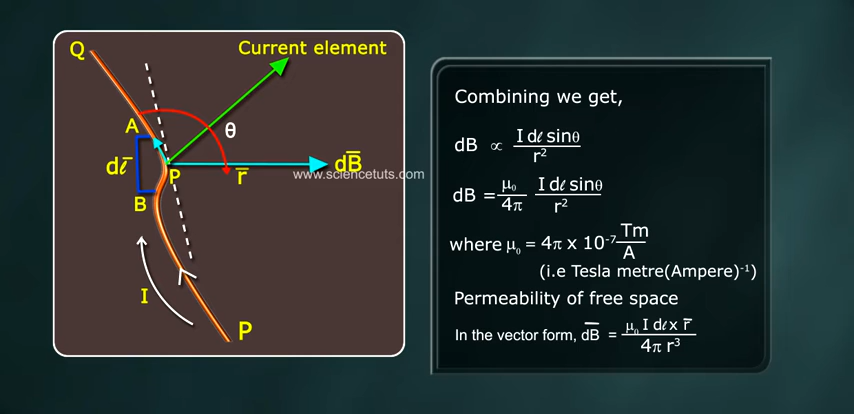 Q
Current element
A
θ
dl̅
P
r̅
dB̅
www.sciencetuts.com
B
I
P
Combining we get,
dB ∝ I dℓ sinθ / r²
dB = μ₀ / 4π I dℓ sinθ / r²
where μ₀ = 4π x 10⁻⁷ Tm / A
(i.e Tesla metre(Ampere)⁻¹)
Permeability of free space
In the vector form, dB̅ = μ₀ I dℓ x r̅ / 4π r³